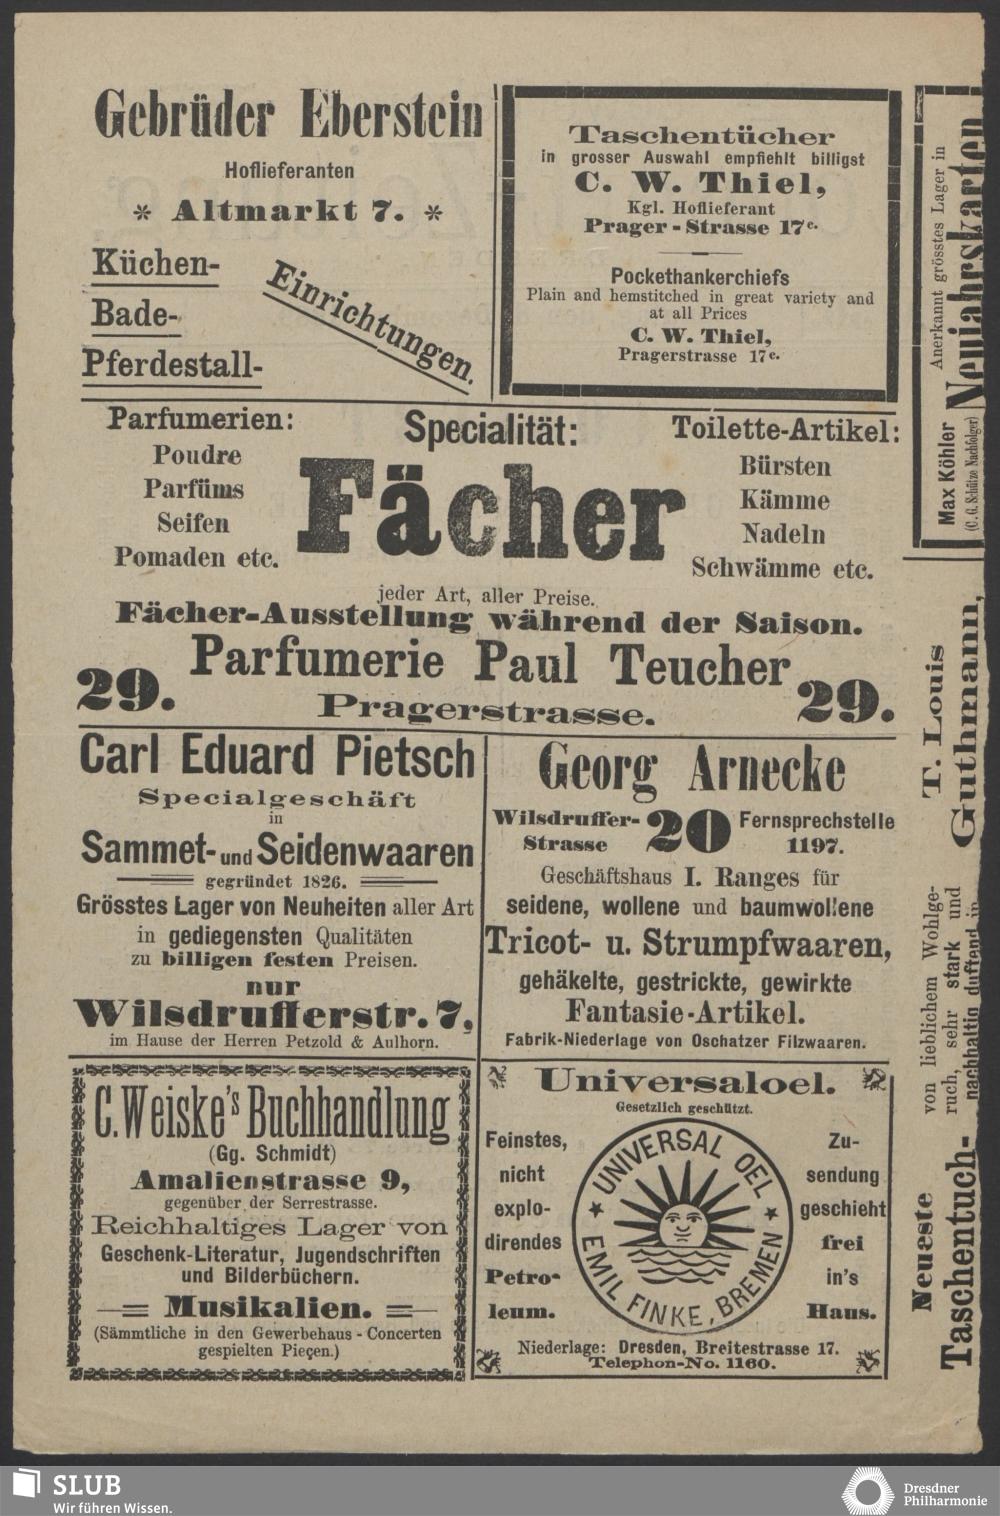 Gebrüder Eberstein
Hoflieferanten
* Altmarkt 7. *
Küchen-
Bade-
Pferdestall-
Einrichtungen.
Taschentücher
in grosser Auswahl empfiehlt billigst
C. W. Thiel,
Kgl. Hoflieferant
Prager-Strasse 17c.
Pockethankerchiefs
Plain and hemstitched in great variety and
at all Prices
C. W. Thiel,
Pragerstrasse 17c.
Parfumerien:
Poudre
Parfüms
Seifen
Pomaden etc.
Specialität:
Fächer
Toilette-Artikel:
Bürsten
Kämme
Nadeln
Schwämme etc.
jeder Art, aller Preise.
Fächer-Ausstellung während der Saison.
29. Parfumerie Paul Teucher 29.
Pragerstrasse.
Carl Eduard Pietsch
Specialgeschäft
in
Sammet- und Seidenwaaren
gegründet 1826.
Grösstes Lager von Neuheiten aller Art
in gediegensten Qualitäten
zu billigen festen Preisen.
nur
Wilsdrufferstr. 7,
im Hause der Herren Petzold & Aulhorn.
Georg Arnecke
Wilsdruffer-
Strasse
20
Fernsprechstelle
1197.
Geschäftshaus I. Ranges für
seidene, wollene und baumwollene
Tricot- u. Strumpfwaaren,
gehäkelte, gestrickte, gewirkte
Fantasie-Artikel.
Fabrik-Niederlage von Oschatzer Filzwaaren.
C. Weiske's Buchhandlung
(Gg. Schmidt)
Amalienstrasse 9,
gegenüber der Serrestrasse.
Reichhaltiges Lager von
Geschenk-Literatur, Jugendschriften
und Bilderbüchern.
Musikalien.
(Sämmtliche in den Gewerbehaus-Concerten
gespielten Pieçen.)
Universaloel.
Gesetzlich geschützt.
Feinstes,
nicht
explo-
direndes
Petro-
leum.
UNIVERSAL OEL
EMIL FINKE, BREMEN
Zu-
sendung
geschieht
frei
in's
Haus.
Niederlage: Dresden, Breitestrasse 17.
Telephon-No. 1160.
Anerkannt grösstes Lager in
Neujahrskarten
Max Köhler
(C. G. Schütze Nachfolger)
Neueste
Taschentuch-
von lieblichem Wohlge-
ruch, sehr stark und
nachhaltig duftend in
T. Louis
Guthmann,
SLUB
Wir führen Wissen.
Dresdner
Philharmonie